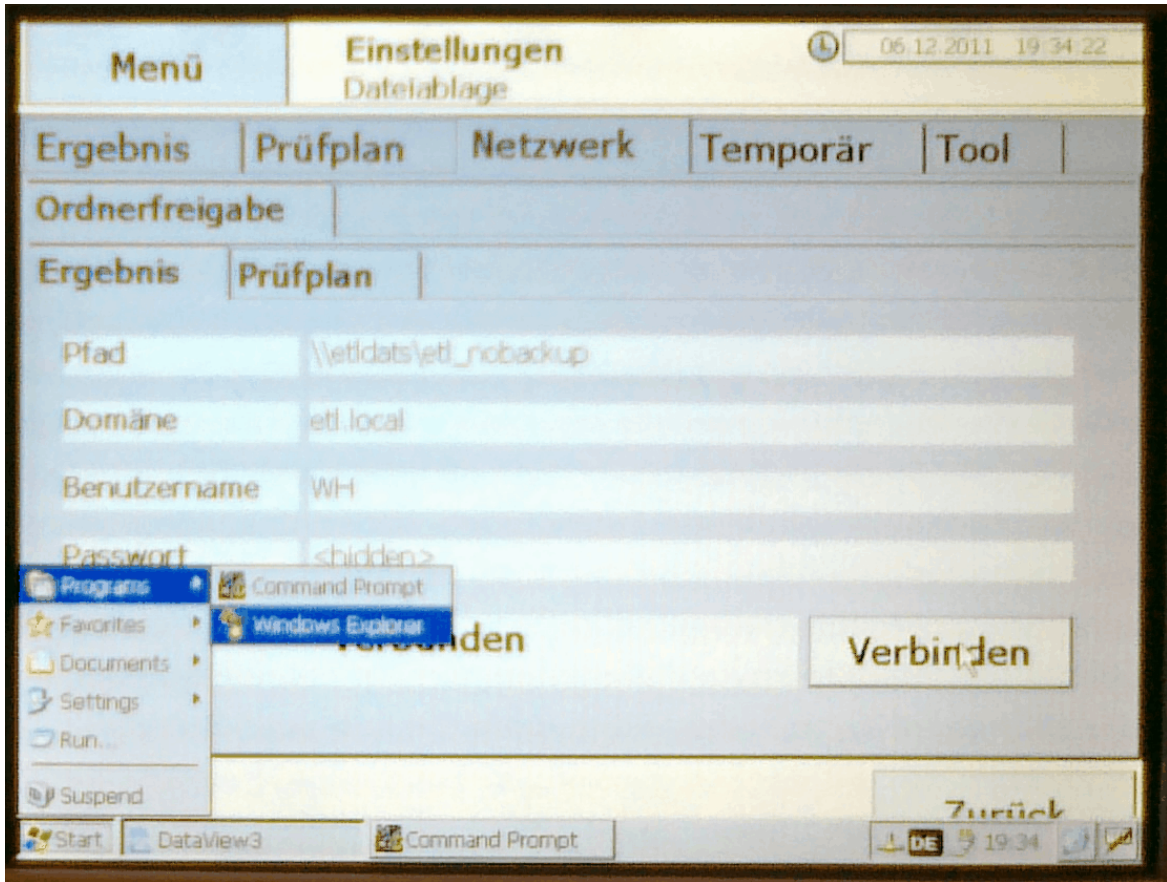 Menü
Einstellungen
Dateiablage
06.12.2011 19:34:22
Ergebnis Prüfplan Netzwerk Temporär Tool
Ordnerfreigabe
Ergebnis Prüfplan
Pfad \\etldats\etl_nobackup
Domäne etl.local
Benutzername WH
Passwort <hidden>
Programs Command Prompt
Favorites Windows Explorer
Verbunden Verbinden
Documents
Settings
Run...
Suspend
Zurück
Start DataView3 Command Prompt DE 19:34